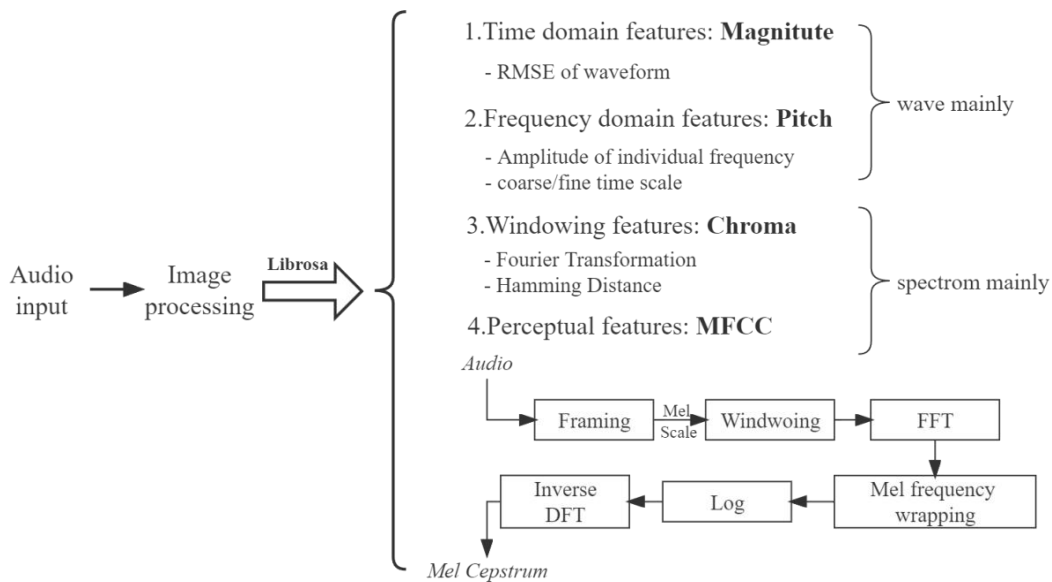 Audio
input
Image
processing
Librosa
1.Time domain features: Magnitute
- RMSE of waveform
2.Frequency domain features: Pitch
- Amplitude of individual frequency
- coarse/fine time scale
wave mainly
3.Windowing features: Chroma
- Fourier Transformation
- Hamming Distance
4.Perceptual features: MFCC
spectrom mainly
Audio
Framing
Mel
Scale
Windwoing
FFT
Mel frequency
wrapping
Log
Inverse
DFT
Mel Cepstrum